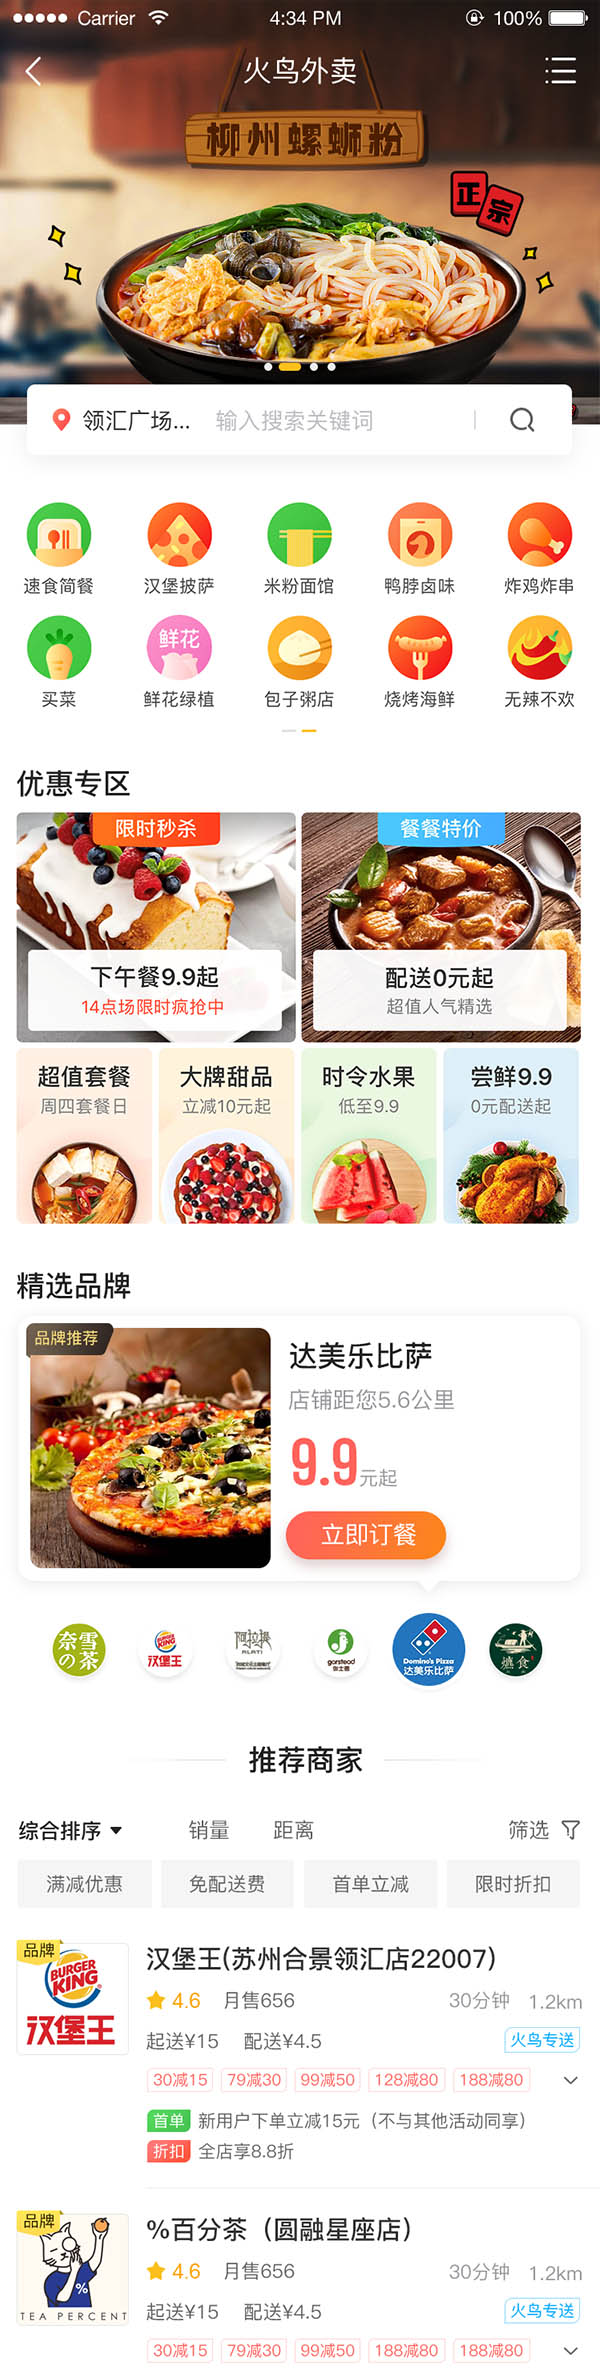 Carrier 4:34 PM 100%
火鸟外卖
柳州螺蛳粉
正宗
领汇广场... 输入搜索关键词
速食简餐 汉堡披萨 米粉面馆 鸭脖卤味 炸鸡炸串
鲜花
买菜 鲜花绿植 包子粥店 烧烤海鲜 无辣不欢
优惠专区
限时秒杀 餐餐特价
下午餐9.9起 配送0元起
14点场限时疯抢中 超值人气精选
超值套餐 大牌甜品 时令水果 尝鲜9.9
周四套餐日 立减10元起 低至9.9 0元配送起
精选品牌
品牌推荐
达美乐比萨
店铺距您5.6公里
9.9元起
立即订餐
奈雪の茶
BURGER KING 汉堡王
阿拉提 ALATI
garstead
Domino's Pizza
达美乐比萨
推荐商家
综合排序 销量 距离 筛选
满减优惠 免配送费 首单立减 限时折扣
品牌
BURGER KING
汉堡王
汉堡王(苏州合景领汇店22007)
4.6 月售656 30分钟 1.2km
起送¥15 配送¥4.5 火鸟专送
30减15 79减30 99减50 128减80 188减80
首单 新用户下单立减15元（不与其他活动同享）
折扣 全店享8.8折
品牌
%
TEA PERCENT
%百分茶（圆融星座店）
4.6 月售656 30分钟 1.2km
起送¥15 配送¥4.5 火鸟专送
30减15 79减30 99减50 188减80 188减80